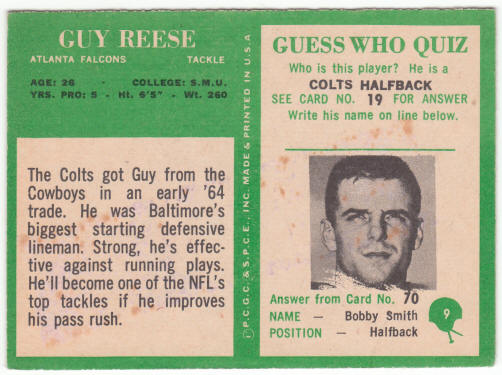 GUY REESE
ATLANTA FALCONS TACKLE
AGE: 26 - COLLEGE: S.M.U.
YRS. PRO: 5 - Ht. 6'5" - Wt. 260
The Colts got Guy from the
Cowboys in an early '64
trade. He was Baltimore's
biggest starting defensive
lineman. Strong, he's effec-
tive against running plays.
He'll become one of the NFL's
top tackles if he improves
his pass rush.
©P.C.G.C. & S.P.C.E., INC. MADE & PRINTED IN U.S.A
GUESS WHO QUIZ
Who is this player? He is a
COLTS HALFBACK
SEE CARD NO. 19 FOR ANSWER
Write his name on line below.
Answer from Card No. 70
NAME — Bobby Smith
POSITION — Halfback
9